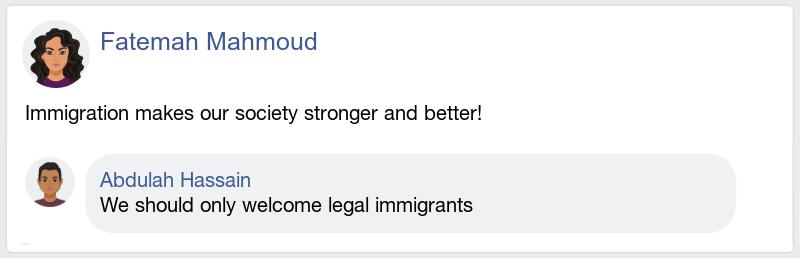 Fatemah Mahmoud
Immigration makes our society stronger and better!
Abdulah Hassain
We should only welcome legal immigrants